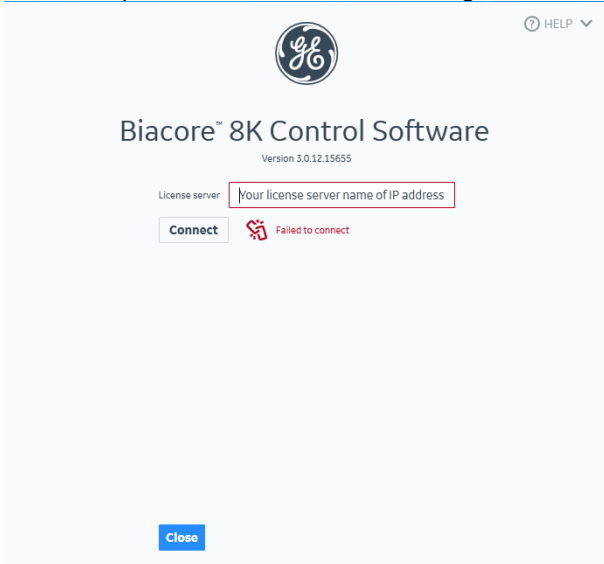 ? HELP
GE
Biacore™ 8K Control Software
Version 3.0.12.15655
License server Your license server name of IP address
Connect Failed to connect
Close